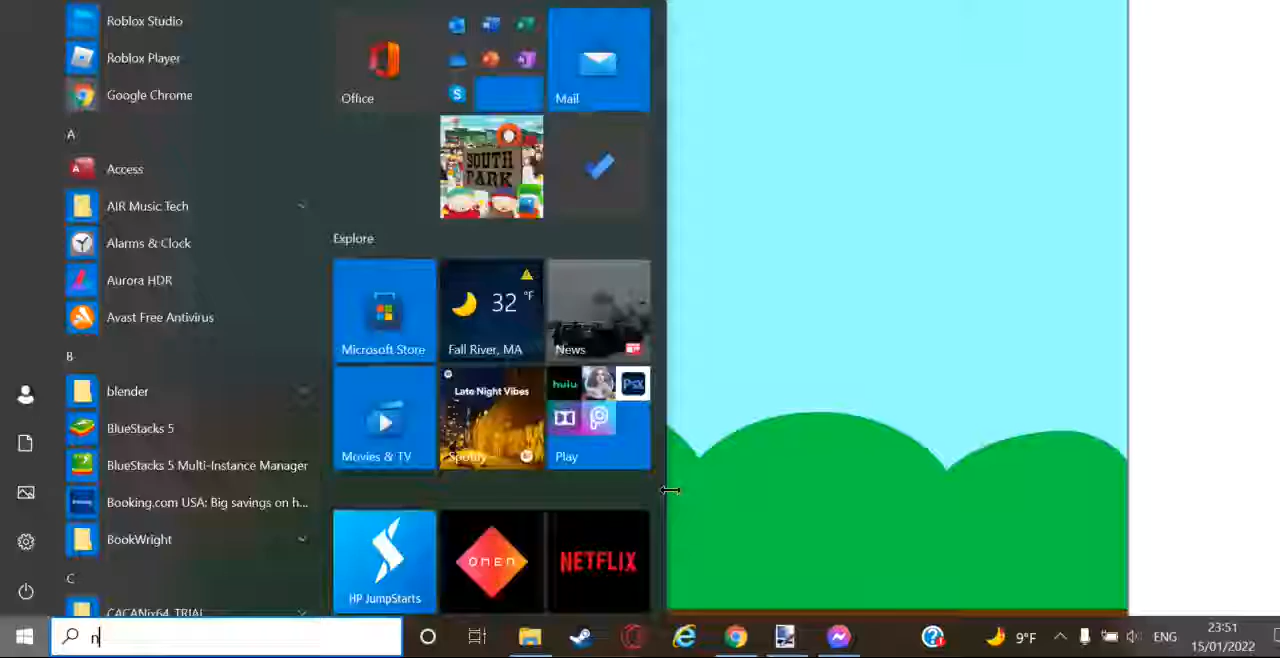 Roblox Studio
Roblox Player
Google Chrome
A
Access
AIR Music Tech
Alarms & Clock
Aurora HDR
Avast Free Antivirus
B
blender
BlueStacks 5
BlueStacks 5 Multi-Instance Manager
Booking.com USA: Big savings on h...
BookWright
C
CACANix64_TRIAL
Office
S
Mail
SOUTH
PARK
Explore
Microsoft Store
32 °F
Fall River, MA
News
Movies & TV
Late Night Vibes
Spotify
hulu
PsX
Play
HP JumpStarts
OMEN
NETFLIX
n
9°F
ENG
23:51
15/01/2022